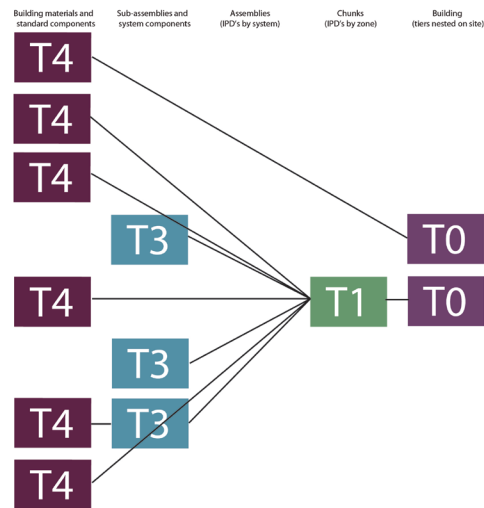 Building materials and
standard components
Sub-assemblies and
system components
Assemblies
(IPD's by system)
Chunks
(IPD's by zone)
Building
(tiers nested on site)
T4
T4
T4
T3
T0
T4
T1
T0
T3
T4
T3
T4